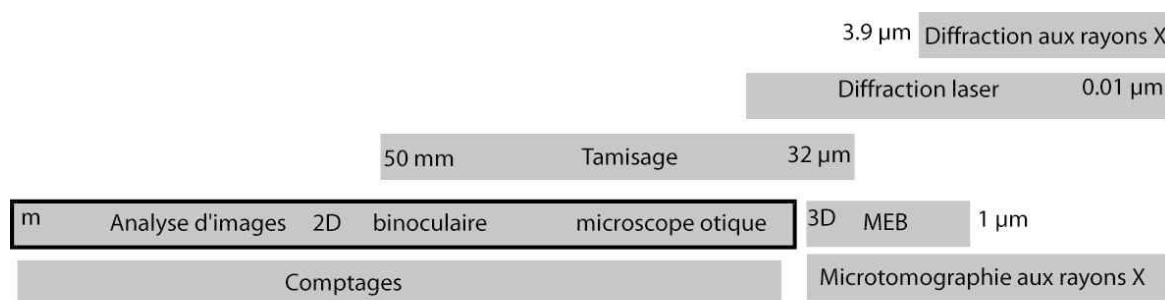 3.9 µm Diffraction aux rayons X
Diffraction laser 0.01 µm
50 mm Tamisage 32 µm
m Analyse d'images 2D binoculaire microscope otique 3D MEB 1 µm
Comptages Microtomographie aux rayons X